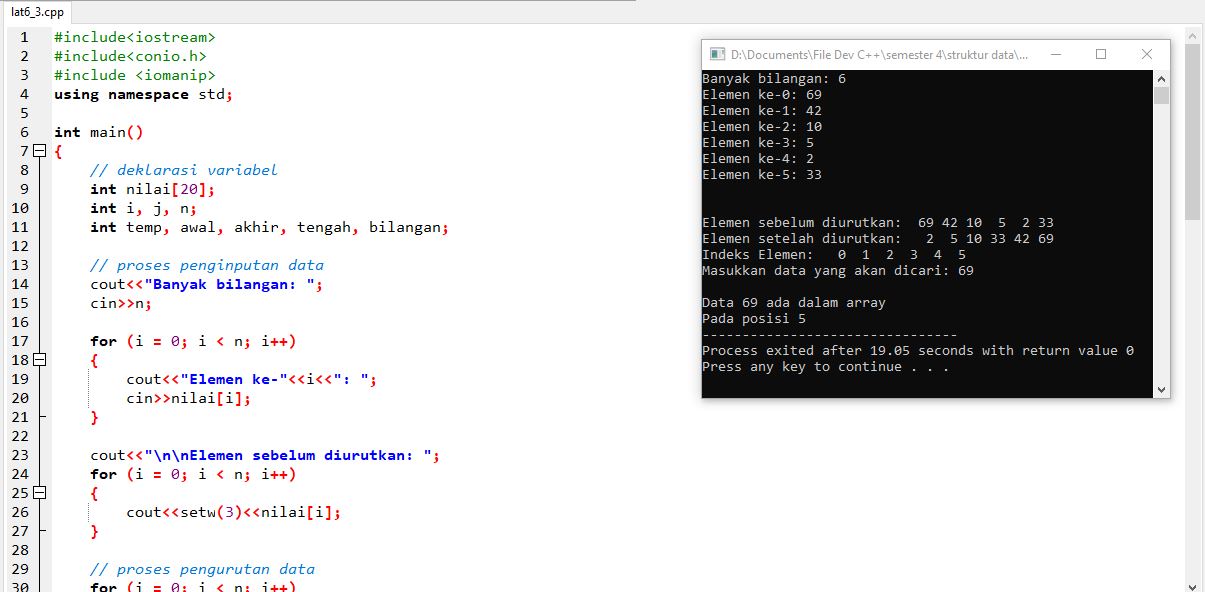 lat6_3.cpp
1 #include<iostream>
2 #include<conio.h>
3 #include <iomanip>
4 using namespace std;
5
6 int main()
7 {
8 // deklarasi variabel
9 int nilai[20];
10 int i, j, n;
11 int temp, awal, akhir, tengah, bilangan;
12
13 // proses penginputan data
14 cout<<"Banyak bilangan: ";
15 cin>>n;
16
17 for (i = 0; i < n; i++)
18 {
19 cout<<"Elemen ke-"<<i<<": ";
20 cin>>nilai[i];
21 }
22
23 cout<<"\n\nElemen sebelum diurutkan: ";
24 for (i = 0; i < n; i++)
25 {
26 cout<<setw(3)<<nilai[i];
27 }
28
29 // proses pengurutan data
30 for (i = 0; i < n; i++)
D:\Documents\File Dev C++\semester 4\struktur data\...
Banyak bilangan: 6
Elemen ke-0: 69
Elemen ke-1: 42
Elemen ke-2: 10
Elemen ke-3: 5
Elemen ke-4: 2
Elemen ke-5: 33
Elemen sebelum diurutkan:  69 42 10  5  2 33
Elemen setelah diurutkan:   2  5 10 33 42 69
Indeks Elemen:   0  1  2  3  4  5
Masukkan data yang akan dicari: 69
Data 69 ada dalam array
Pada posisi 5
--------------------------------
Process exited after 19.05 seconds with return value 0
Press any key to continue . . .